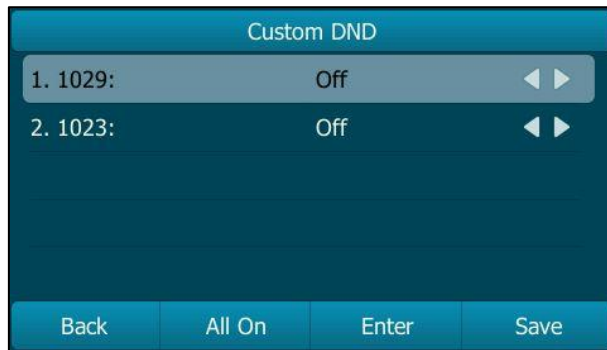 Custom DND
1. 1029: Off
2. 1023: Off
Back All On Enter Save